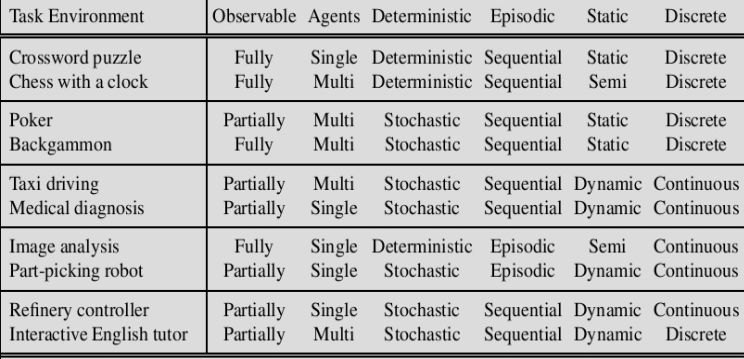 Task Environment Observable Agents Deterministic Episodic Static Discrete
Crossword puzzle Fully Single Deterministic Sequential Static Discrete
Chess with a clock Fully Multi Deterministic Sequential Semi Discrete
Poker Partially Multi Stochastic Sequential Static Discrete
Backgammon Fully Multi Stochastic Sequential Static Discrete
Taxi driving Partially Multi Stochastic Sequential Dynamic Continuous
Medical diagnosis Partially Single Stochastic Sequential Dynamic Continuous
Image analysis Fully Single Deterministic Episodic Semi Continuous
Part-picking robot Partially Single Stochastic Episodic Dynamic Continuous
Refinery controller Partially Single Stochastic Sequential Dynamic Continuous
Interactive English tutor Partially Multi Stochastic Sequential Dynamic Discrete